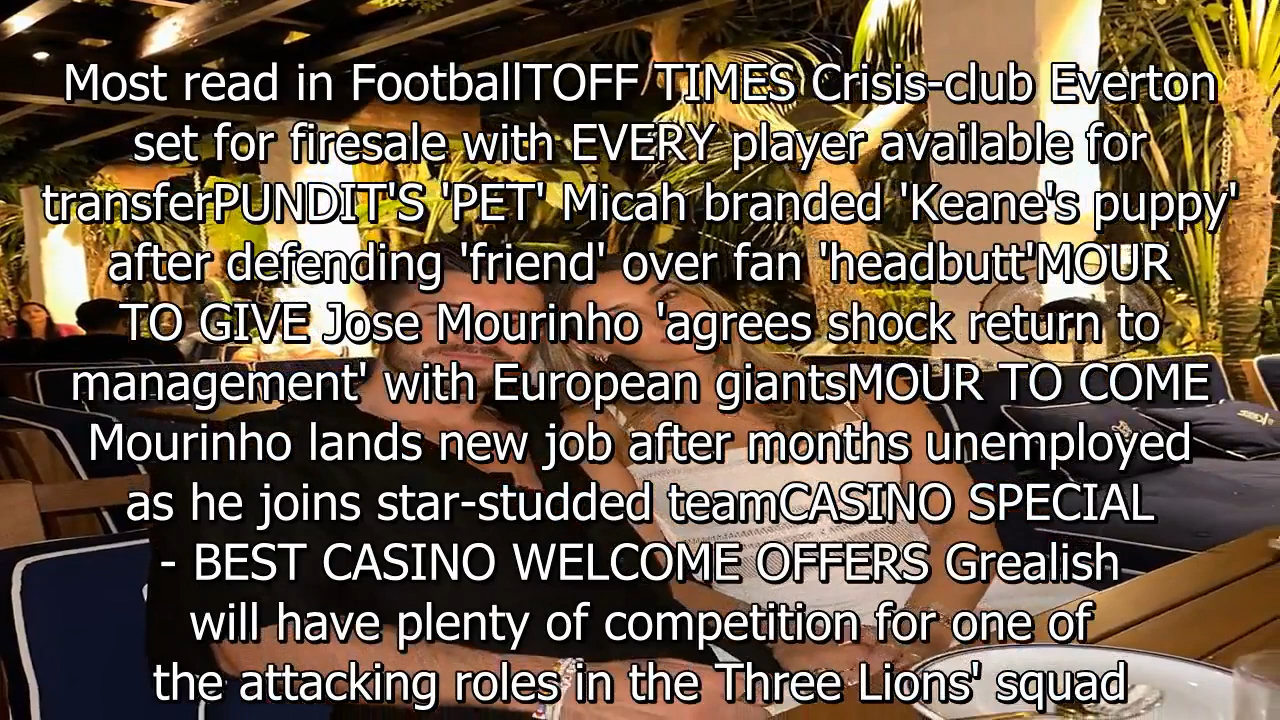 Most read in FootballTOFF TIMES Crisis-club Everton
set for firesale with EVERY player available for
transferPUNDIT'S 'PET' Micah branded 'Keane's puppy'
after defending 'friend' over fan 'headbutt'MOUR
TO GIVE Jose Mourinho 'agrees shock return to
management' with European giantsMOUR TO COME
Mourinho lands new job after months unemployed
as he joins star-studded teamCASINO SPECIAL
- BEST CASINO WELCOME OFFERS Grealish
will have plenty of competition for one of
the attacking roles in the Three Lions' squad